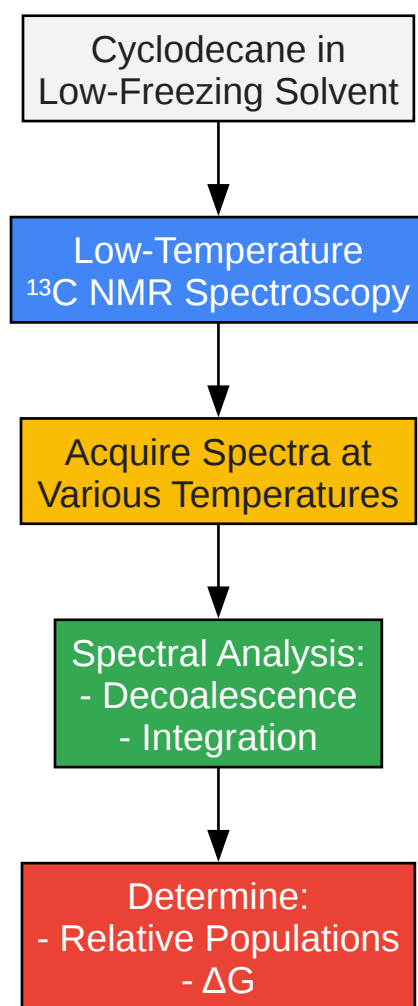 Cyclodecane in
Low-Freezing Solvent
Low-Temperature
¹³C NMR Spectroscopy
Acquire Spectra at
Various Temperatures
Spectral Analysis:
- Decoalescence
- Integration
Determine:
- Relative Populations
- ΔG